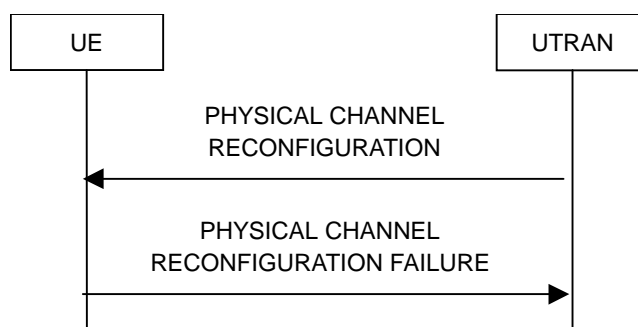 UE
UTRAN
PHYSICAL CHANNEL
RECONFIGURATION
PHYSICAL CHANNEL
RECONFIGURATION FAILURE